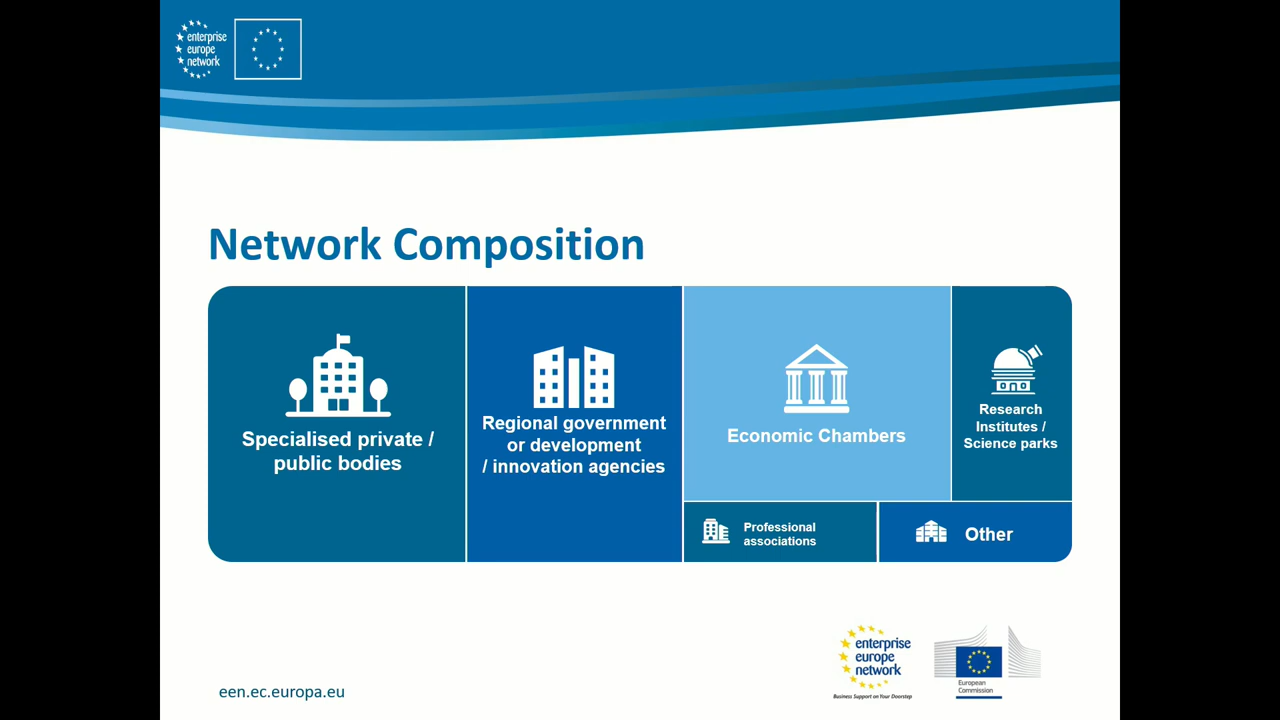 enterprise
europe
network
Network Composition
Specialised private /
public bodies
Regional government
or development
/ innovation agencies
Economic Chambers
Research
Institutes /
Science parks
Professional
associations
Other
een.ec.europa.eu
enterprise
europe
network
Business Support on Your Doorstep
European
Commission